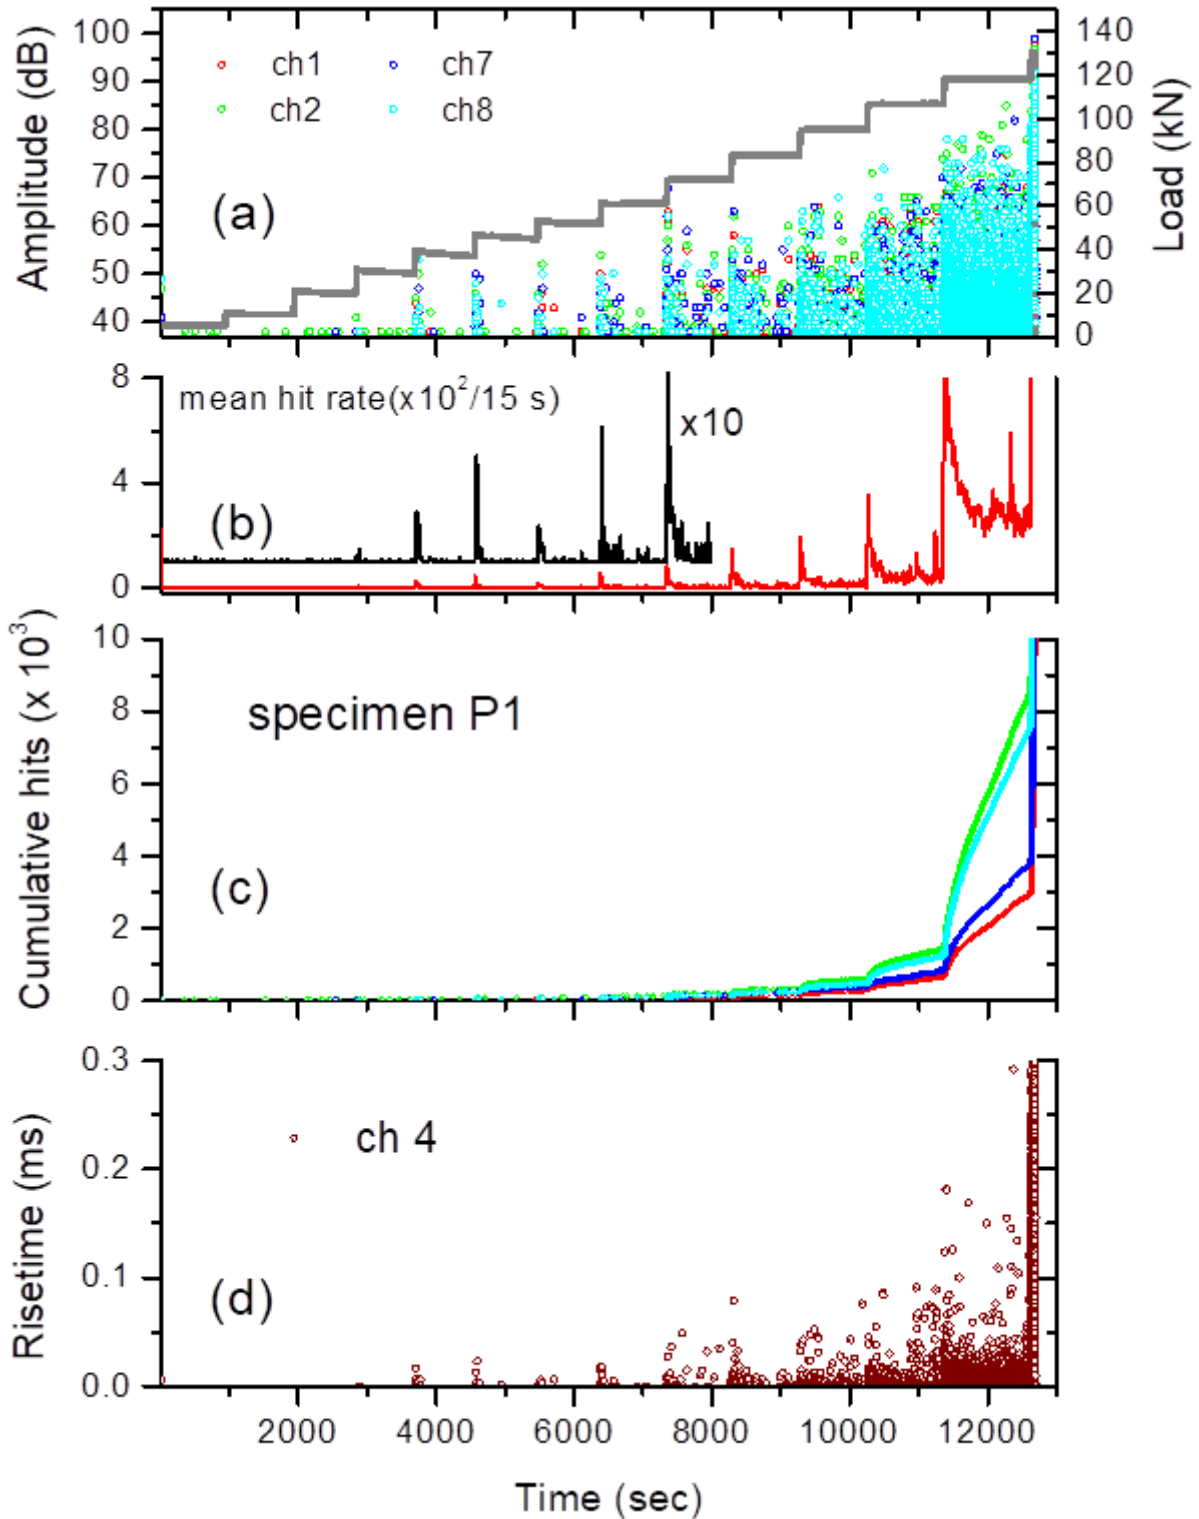 Amplitude (dB)
100
90
80
70
60
50
40
ch1
ch7
ch2
ch8
(a)
140
120
100
80
60
40
20
0
Load (kN)
8
4
0
mean hit rate(x10²/15 s)
x10
(b)
Cumulative hits (x 10³)
10
8
6
4
2
0
specimen P1
(c)
Risetime (ms)
0.3
0.2
0.1
0.0
ch 4
(d)
2000 4000 6000 8000 10000 12000
Time (sec)